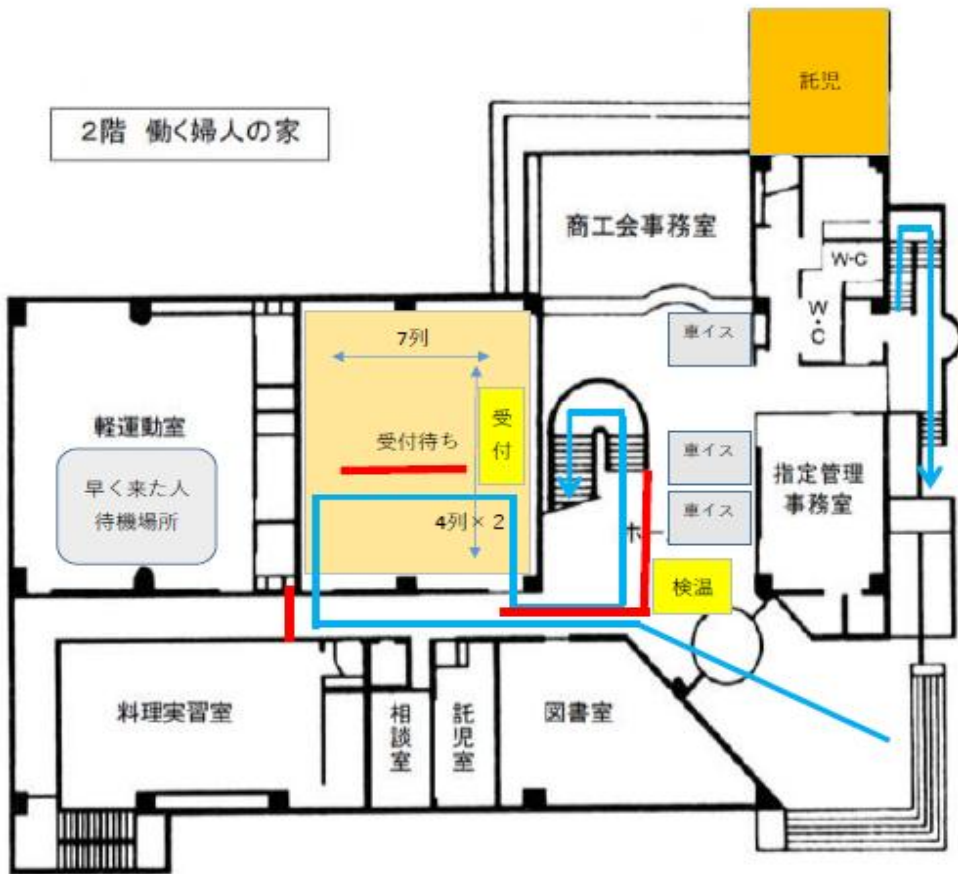 託児
2階 働く婦人の家
商工会事務室
W-C
W・C
車イス
7列
受付
軽運動室
受付待ち
車イス
指定管理
事務室
早く来た人
待機場所
4列×2
車イス
ホー
検温
料理実習室
相談室
託児室
図書室